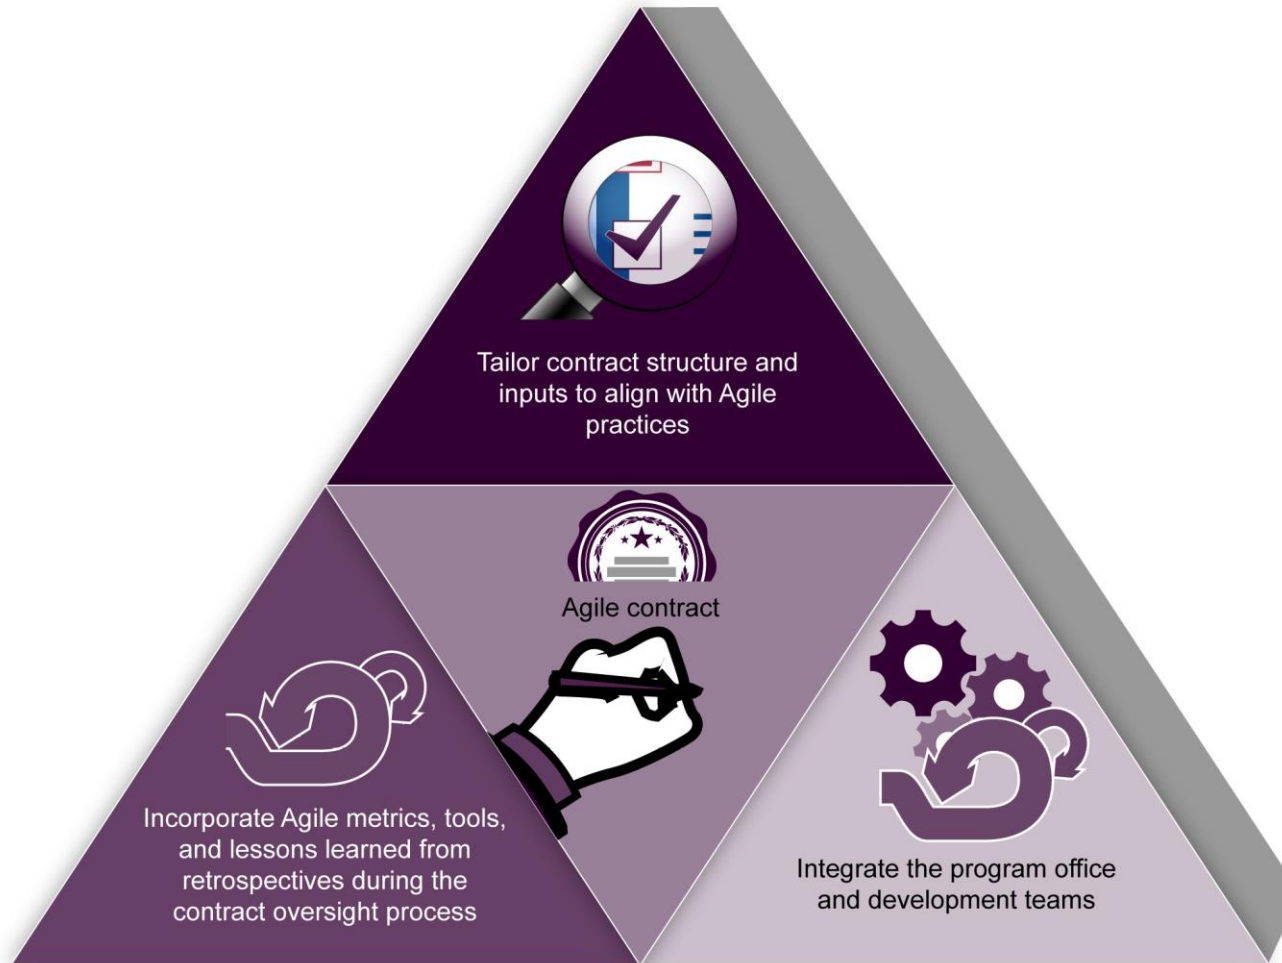 Tailor contract structure and
inputs to align with Agile
practices
Agile contract
Incorporate Agile metrics, tools,
and lessons learned from
retrospectives during the
contract oversight process
Integrate the program office
and development teams